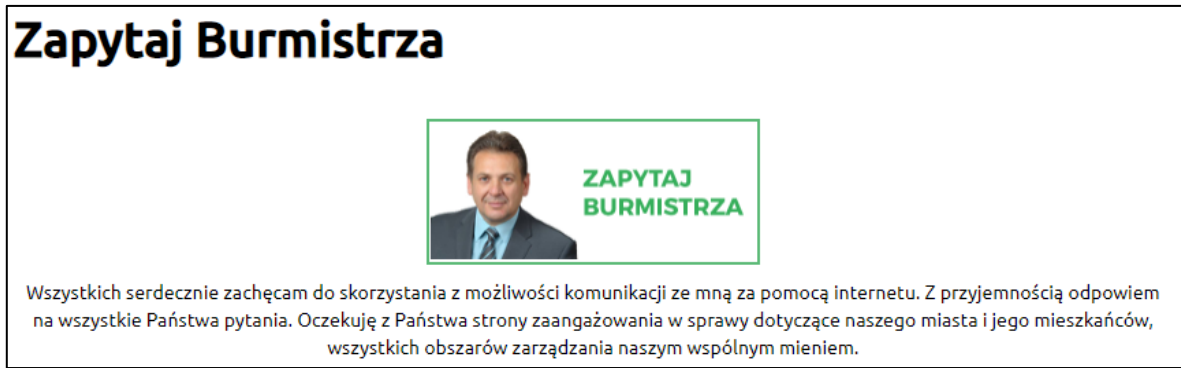 Zapytaj Burmistrza
ZAPYTAJ
BURMISTRZA
Wszystkich serdecznie zachęcam do skorzystania z możliwości komunikacji ze mną za pomocą internetu. Z przyjemnością odpowiem
na wszystkie Państwa pytania. Oczekuję z Państwa strony zaangażowania w sprawy dotyczące naszego miasta i jego mieszkańców,
wszystkich obszarów zarządzania naszym wspólnym mieniem.